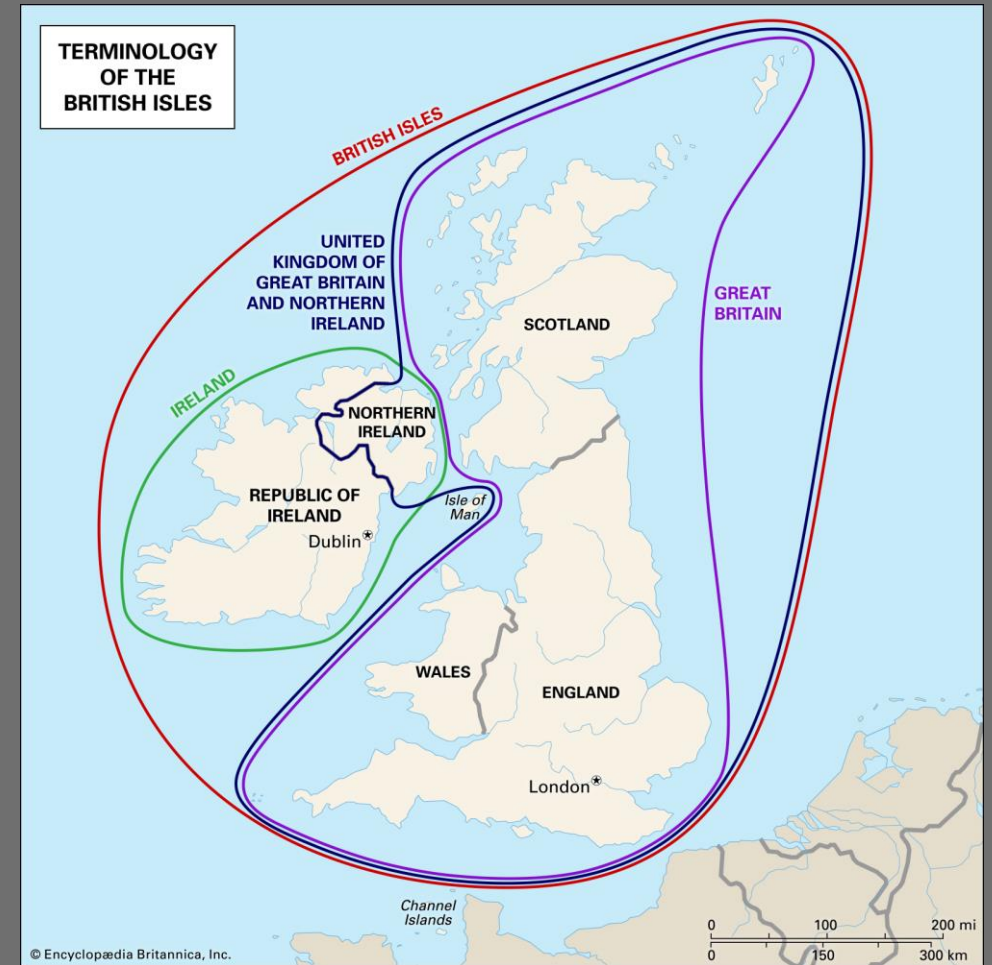 TERMINOLOGY
OF THE
BRITISH ISLES
BRITISH ISLES
UNITED
KINGDOM OF
GREAT BRITAIN
AND NORTHERN
IRELAND
GREAT
BRITAIN
SCOTLAND
IRELAND
NORTHERN
IRELAND
REPUBLIC OF
IRELAND
Dublin
Isle of
Man
WALES
ENGLAND
London
Channel
Islands
0 100 200 mi
0 150 300 km
© Encyclopædia Britannica, Inc.